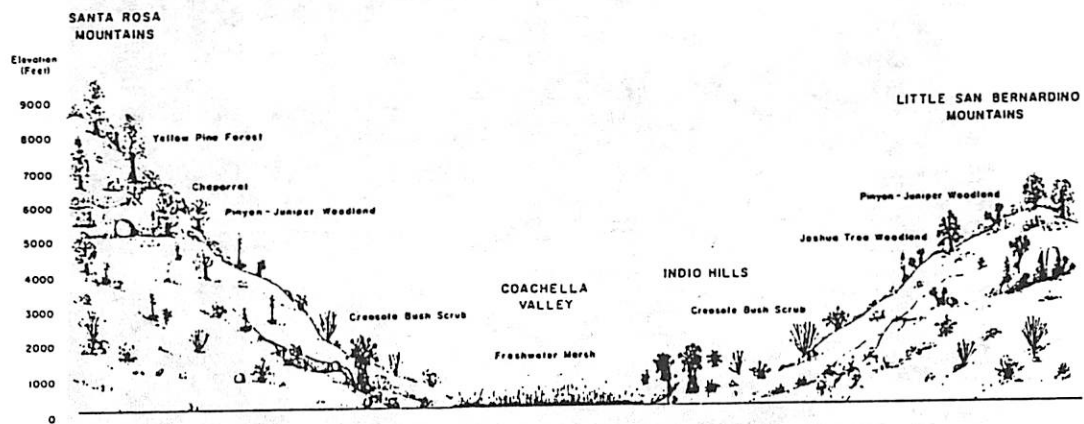 SANTA ROSA
MOUNTAINS
Elevation
(Feet)
9000
8000
7000
6000
5000
4000
3000
2000
1000
0
Yellow Pine Forest
Chaparral
Pinyon-Juniper Woodland
Creosote Bush Scrub
COACHELLA
VALLEY
Freshwater Marsh
INDIO HILLS
Creosote Bush Scrub
LITTLE SAN BERNARDINO
MOUNTAINS
Pinyon-Juniper Woodland
Joshua Tree Woodland